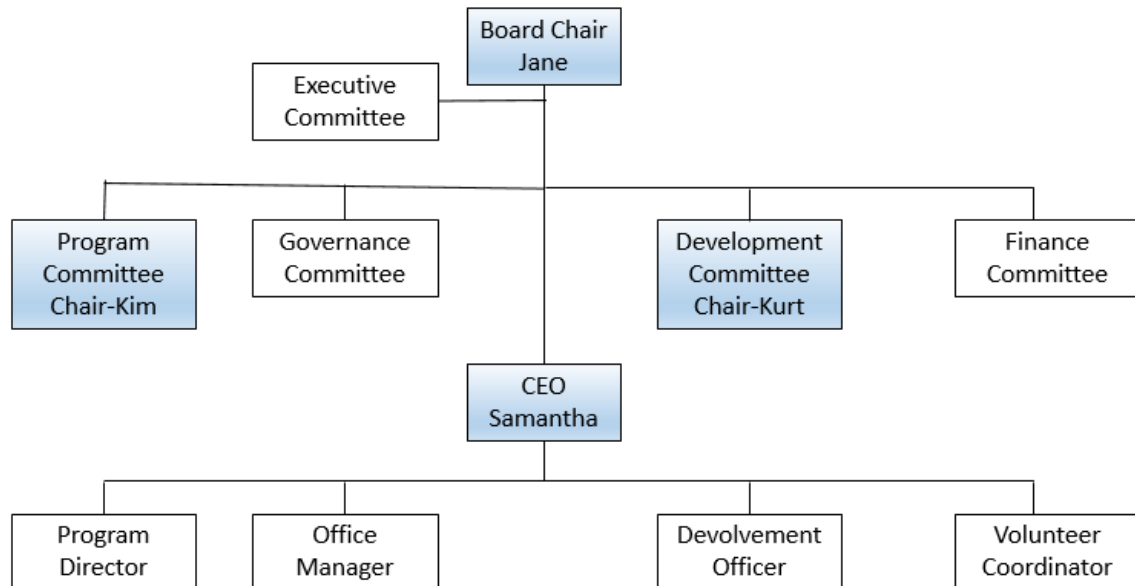 Board Chair
Jane
Executive
Committee
Program
Committee
Chair-Kim
Governance
Committee
Development
Committee
Chair-Kurt
Finance
Committee
CEO
Samantha
Program
Director
Office
Manager
Devolvement
Officer
Volunteer
Coordinator